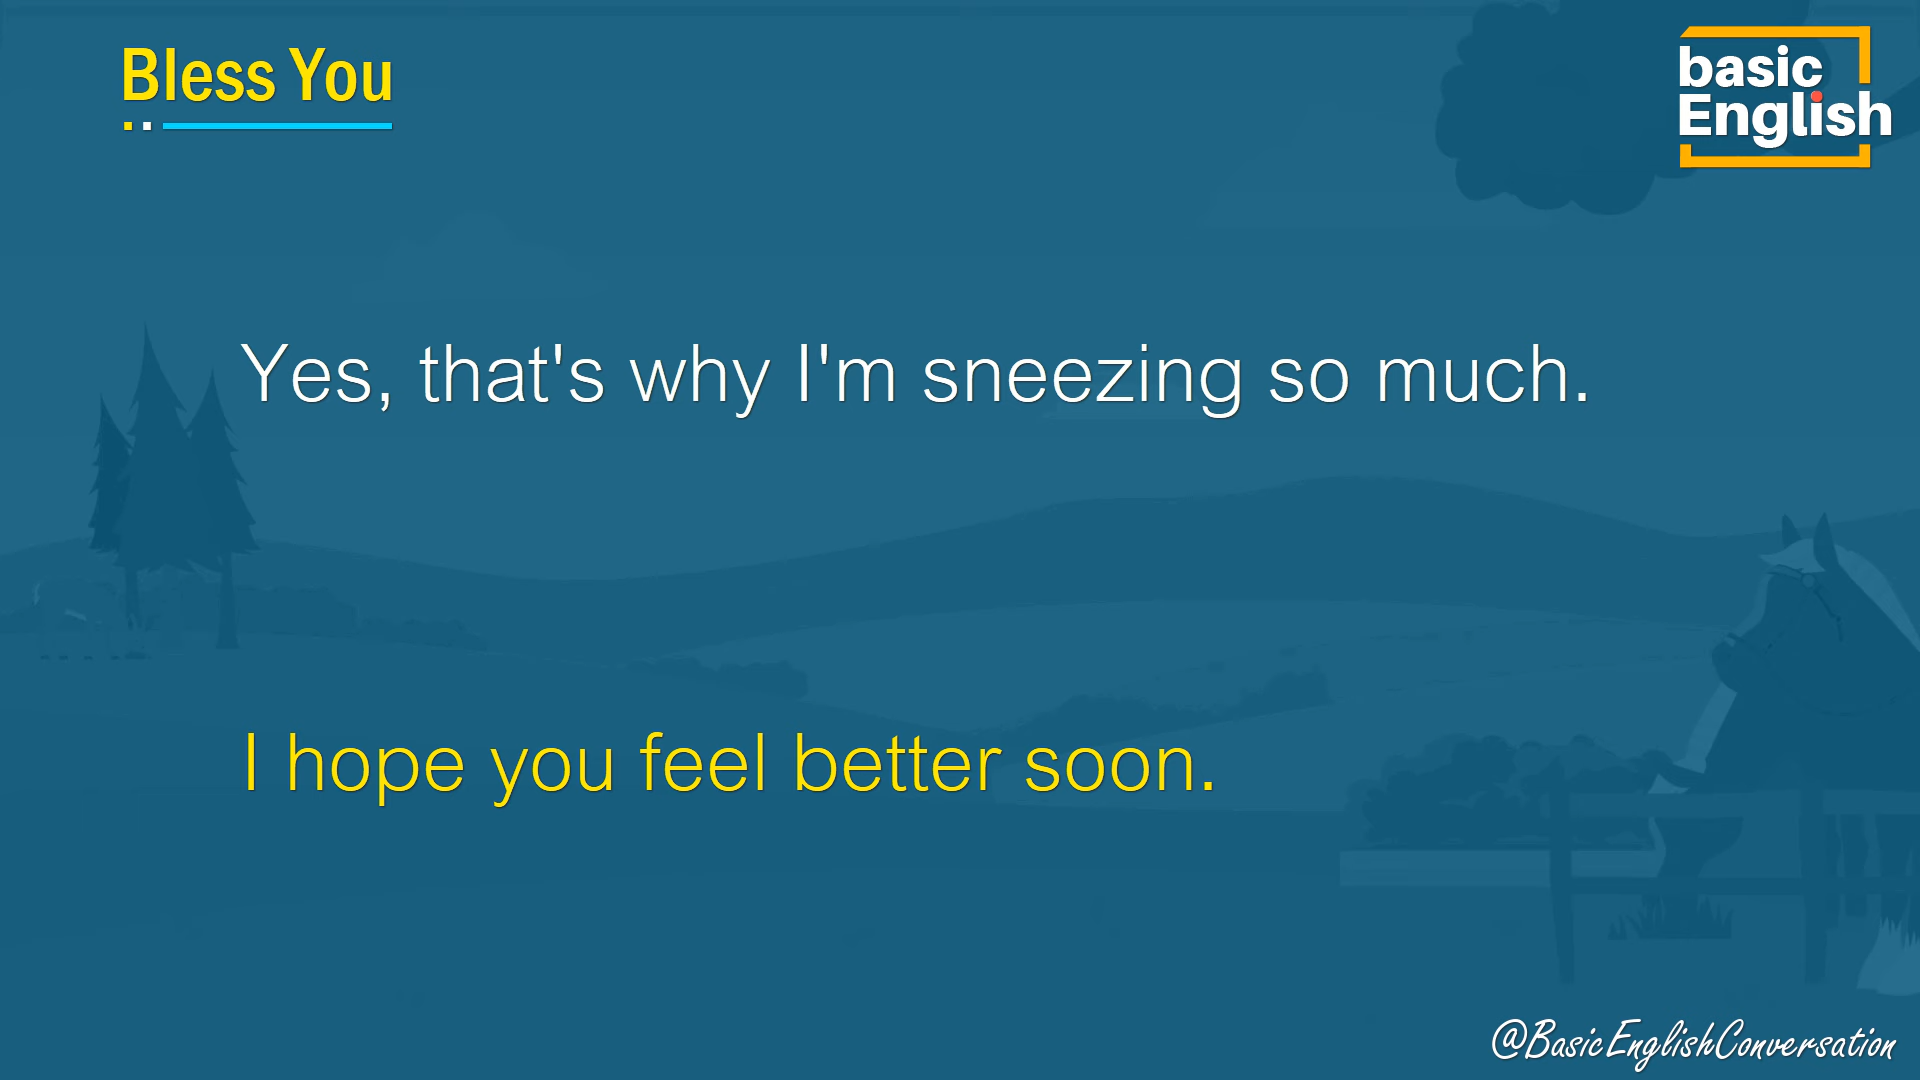 Bless You
basic
English
Yes, that's why I'm sneezing so much.
I hope you feel better soon.
@BasicEnglishConversation